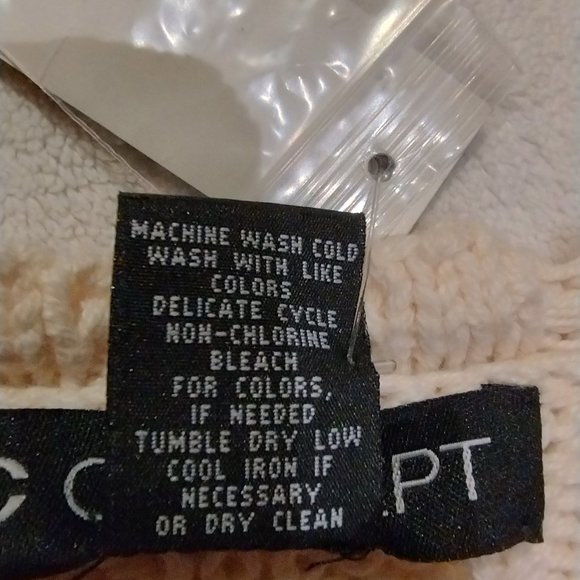 MACHINE WASH COLD
WASH WITH LIKE
COLORS
DELICATE CYCLE
NON-CHLORINE
BLEACH
FOR COLORS,
IF NEEDED
TUMBLE DRY LOW
COOL IRON IF
NECESSARY
OR DRY CLEAN
C C PT